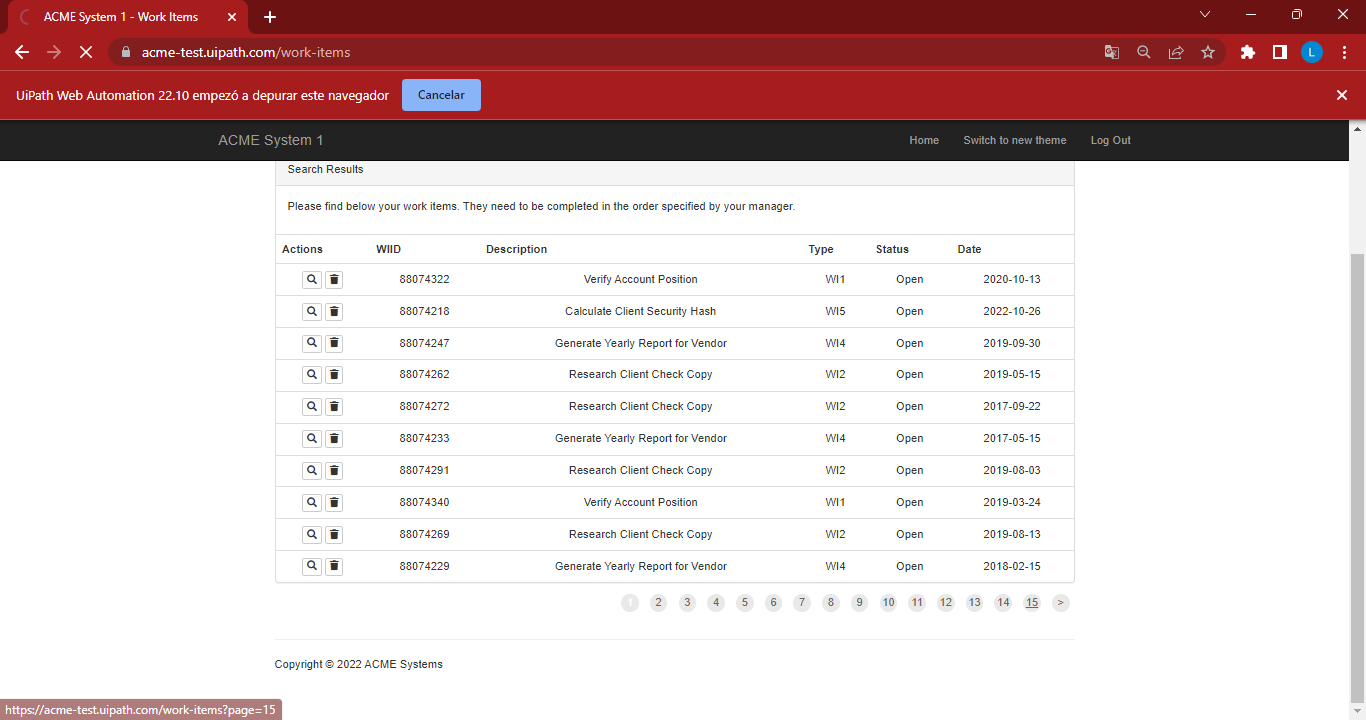 ACME System 1 - Work Items
acme-test.uipath.com/work-items
L
UiPath Web Automation 22.10 empezó a depurar este navegador Cancelar
ACME System 1 Home Switch to new theme Log Out
Search Results
Please find below your work items. They need to be completed in the order specified by your manager.
Actions WIID Description Type Status Date
88074322 Verify Account Position WI1 Open 2020-10-13
88074218 Calculate Client Security Hash WI5 Open 2022-10-26
88074247 Generate Yearly Report for Vendor WI4 Open 2019-09-30
88074262 Research Client Check Copy WI2 Open 2019-05-15
88074272 Research Client Check Copy WI2 Open 2017-09-22
88074233 Generate Yearly Report for Vendor WI4 Open 2017-05-15
88074291 Research Client Check Copy WI2 Open 2019-08-03
88074340 Verify Account Position WI1 Open 2019-03-24
88074269 Research Client Check Copy WI2 Open 2019-08-13
88074229 Generate Yearly Report for Vendor WI4 Open 2018-02-15
1 2 3 4 5 6 7 8 9 10 11 12 13 14 15 >
Copyright © 2022 ACME Systems
https://acme-test.uipath.com/work-items?page=15